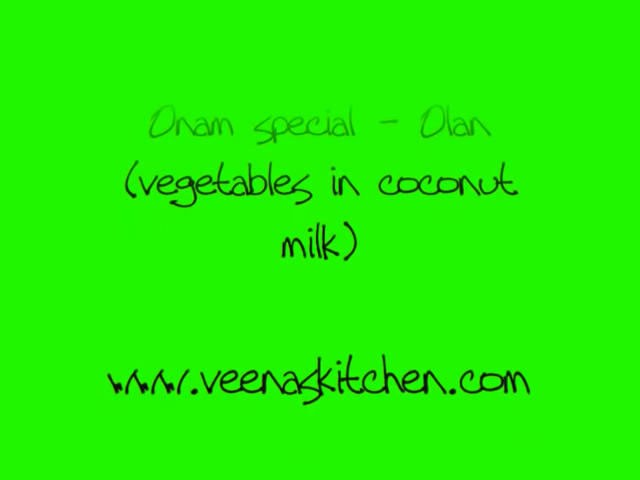 Onam special - Olan
(vegetables in coconut
milk)
www.veenaskitchen.com